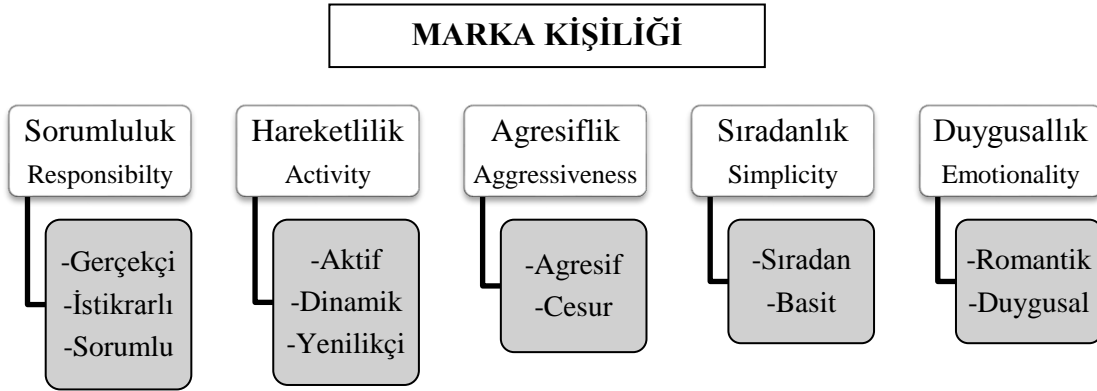 MARKA KİŞİLİĞİ
Sorumluluk
Responsibilty
-Gerçekçi
-İstikrarlı
-Sorumlu
Hareketlilik
Activity
-Aktif
-Dinamik
-Yenilikçi
Agresiflik
Aggressiveness
-Agresif
-Cesur
Sıradanlık
Simplicity
-Sıradan
-Basit
Duygusallık
Emotionality
-Romantik
-Duygusal